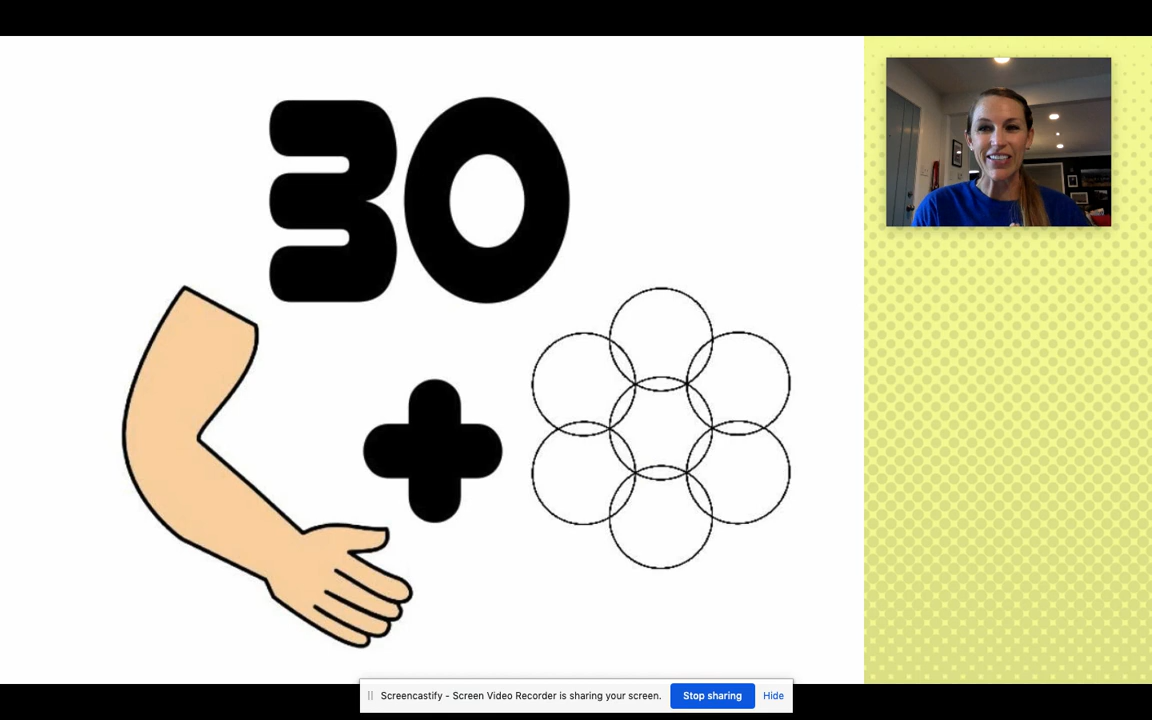 30
+
Screencastify - Screen Video Recorder is sharing your screen.
Stop sharing
Hide